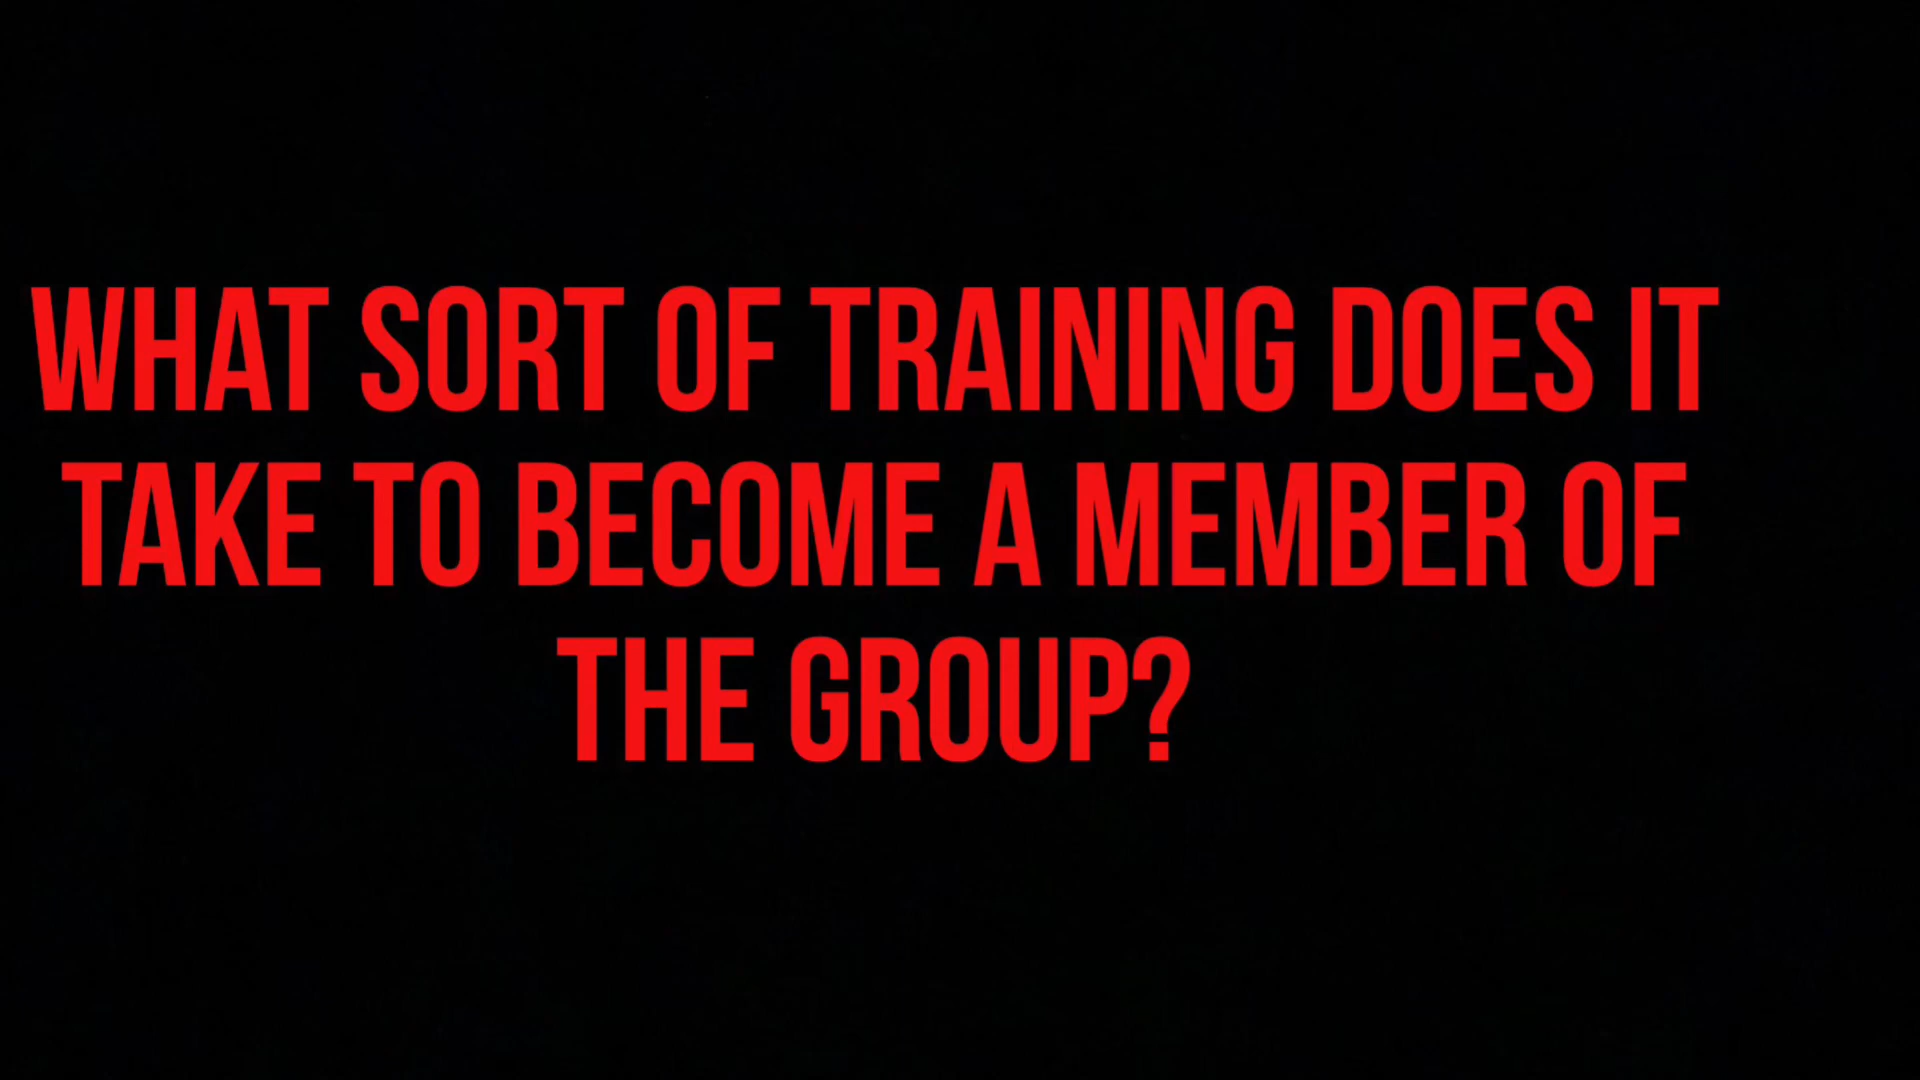 WHAT SORT OF TRAINING DOES IT
TAKE TO BECOME A MEMBER OF
THE GROUP?